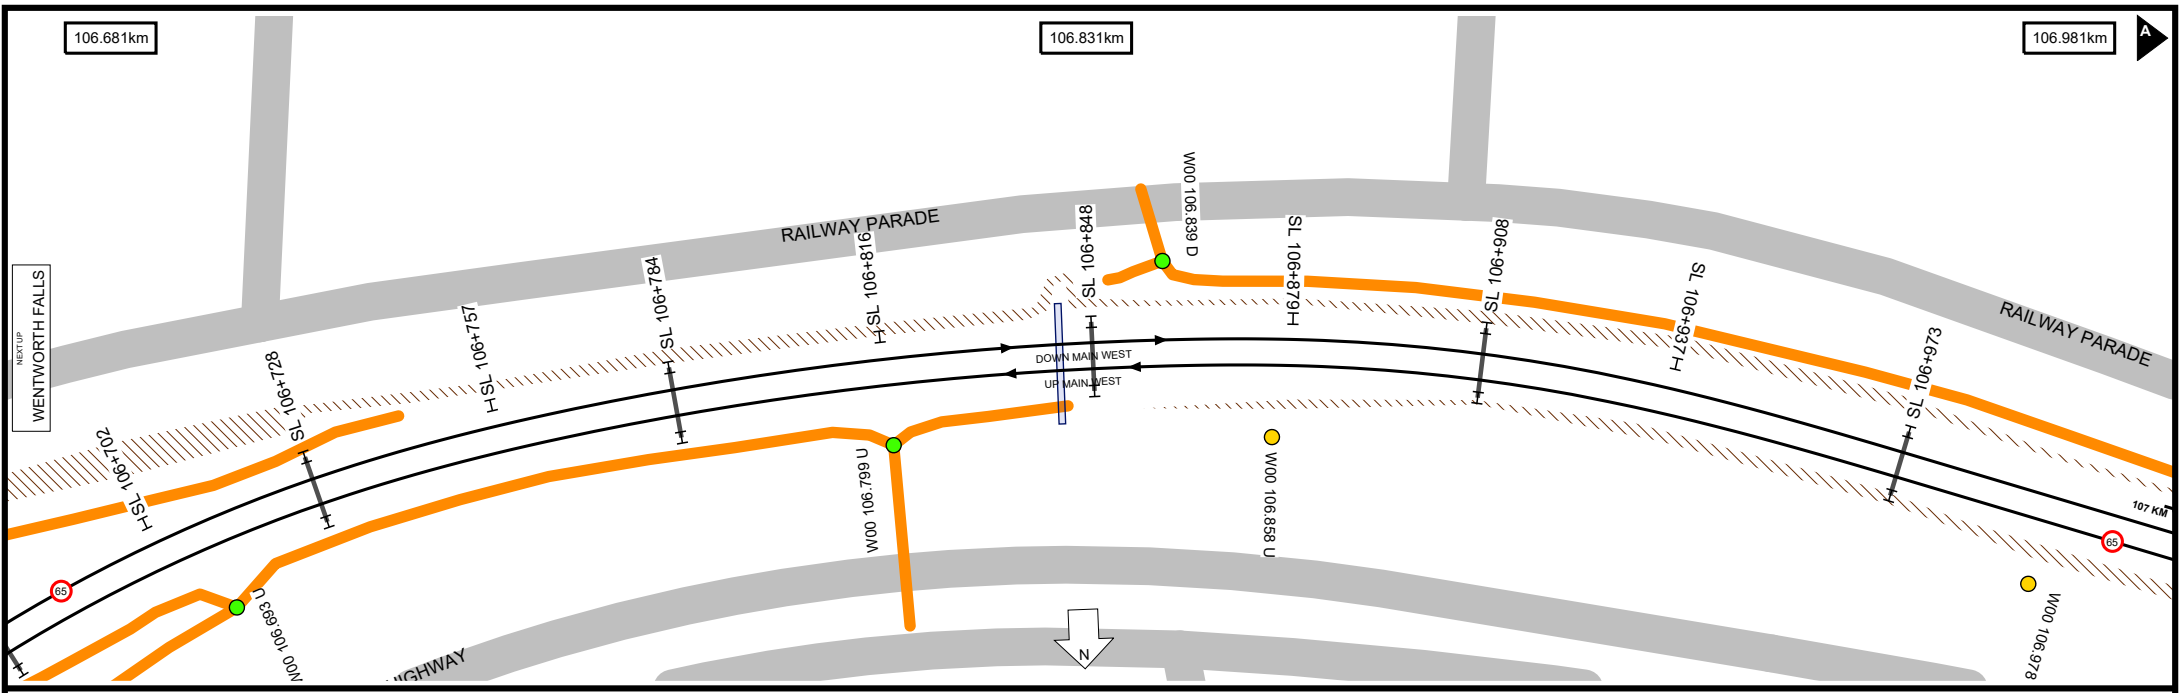 106.681km
106.831km
106.981km
A
NEXT UP
WENTWORTH FALLS
RAILWAY PARADE
RAILWAY PARADE
W00 106.839 D
SL 106+702
SL 106+728
SL 106+757
SL 106+784
SL 106+816
SL 106+848
SL 106+879
SL 106+908
SL 106+937
SL 106+973
DOWN MAIN WEST
UP MAIN WEST
W00 106.799 U
W00 106.858 U
W00 106.693 U
W00 106.978
107 KM
65
65
HIGHWAY
N